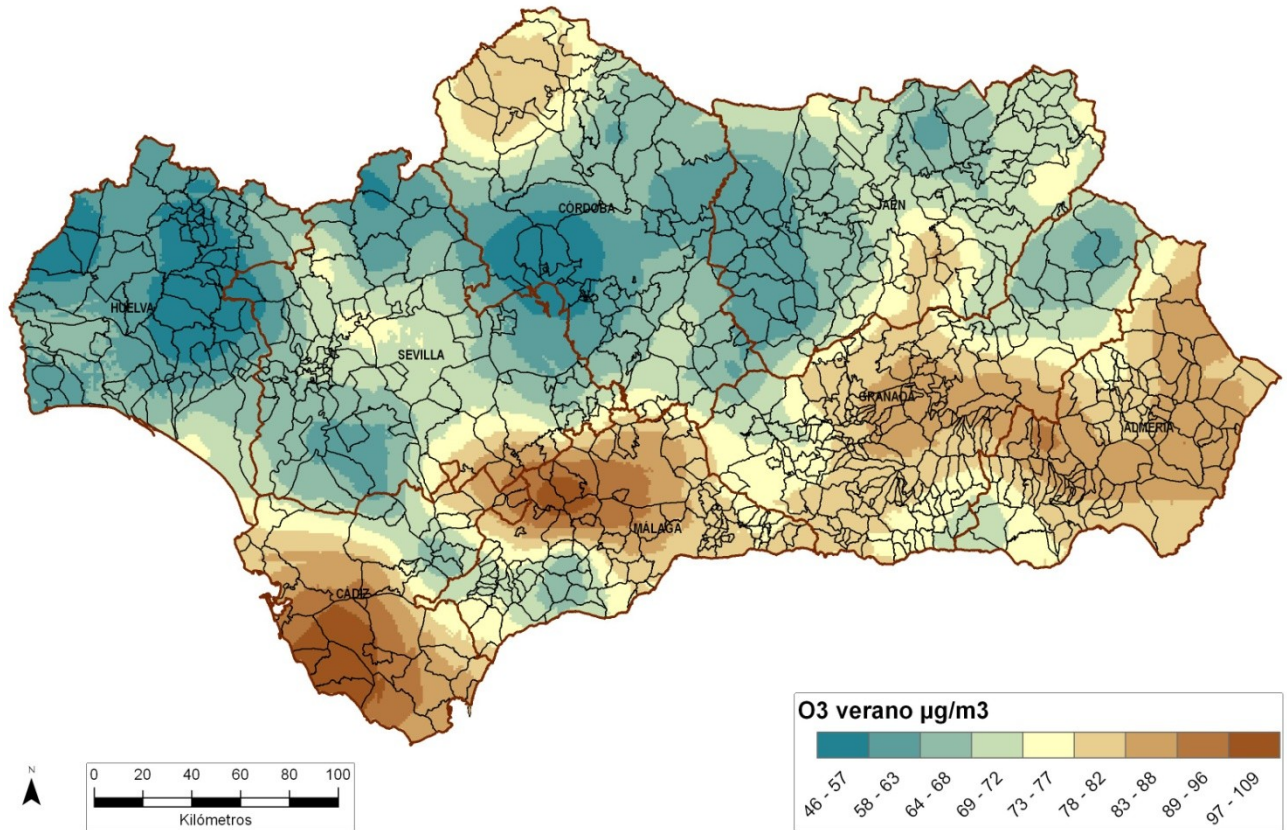 CÓRDOBA
JAÉN
HUELVA
SEVILLA
GRANADA
ALMERÍA
MÁLAGA
CÁDIZ
O3 verano µg/m3
46 - 57
58 - 63
64 - 68
69 - 72
73 - 77
78 - 82
83 - 88
89 - 96
97 - 109
N
0 20 40 60 80 100
Kilómetros